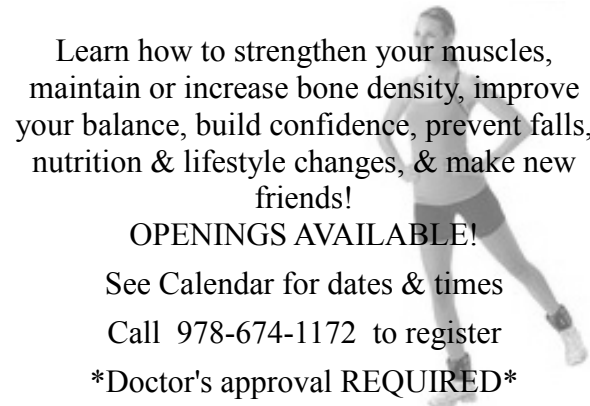 Learn how to strengthen your muscles,
maintain or increase bone density, improve
your balance, build confidence, prevent falls,
nutrition & lifestyle changes, & make new
friends!
OPENINGS AVAILABLE!
See Calendar for dates & times
Call 978-674-1172 to register
*Doctor's approval REQUIRED*